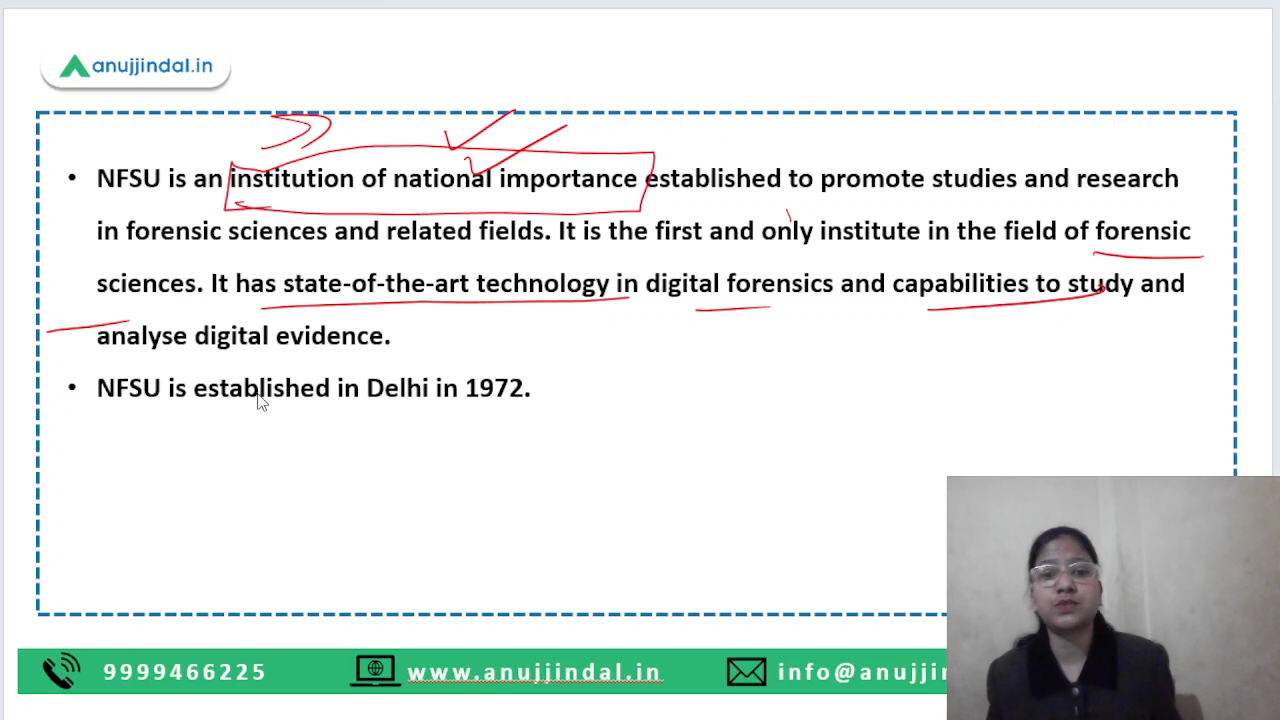 anujjindal.in
• NFSU is an institution of national importance established to promote studies and research
in forensic sciences and related fields. It is the first and only institute in the field of forensic
sciences. It has state-of-the-art technology in digital forensics and capabilities to study and
analyse digital evidence.
• NFSU is established in Delhi in 1972.
9999466225 www.anujjindal.in info@anujjin